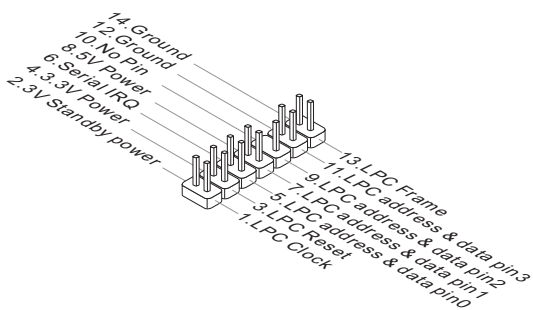 14.Ground
12.Ground
10.No Pin
8.5V Power
6.Serial IRQ
4.3.3V Power
2.3V Standby power
13.LPC Frame
11.LPC address & data pin3
9.LPC address & data pin2
7.LPC address & data pin1
5.LPC address & data pin0
3.LPC Reset
1.LPC Clock